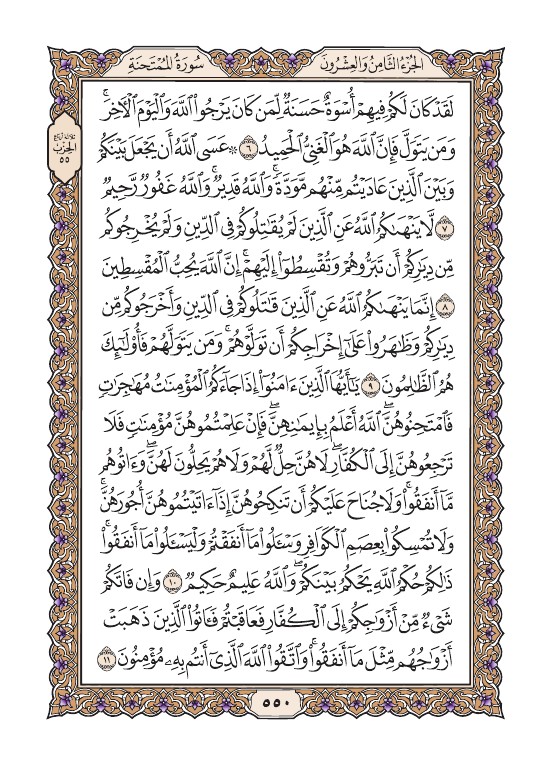 سُورَةُ المُمْتَحنَةِ
الجُزءُ الثَّامِنُ وَالعِشْرُونَ
ثلاثة أرباع
الحِزْبِ
٥٥
لَقَدْ كَانَ لَكُمْ فِيهِمْ أُسْوَةٌ حَسَنَةٌ لِّمَن كَانَ يَرْجُوا۟ ٱللَّهَ وَٱلْيَوْمَ ٱلْـَٔاخِرَۚ
وَمَن يَتَوَلَّ فَإِنَّ ٱللَّهَ هُوَ ٱلْغَنِىُّ ٱلْحَمِيدُ ٦ ۞ عَسَى ٱللَّهُ أَن يَجْعَلَ بَيْنَكُمْ
وَبَيْنَ ٱلَّذِينَ عَادَيْتُم مِّنْهُم مَّوَدَّةًۚ وَٱللَّهُ قَدِيرٌۚ وَٱللَّهُ غَفُورٌ رَّحِيمٌ
٧ لَّا يَنْهَىٰكُمُ ٱللَّهُ عَنِ ٱلَّذِينَ لَمْ يُقَـٰتِلُوكُمْ فِى ٱلدِّينِ وَلَمْ يُخْرِجُوكُم
مِّن دِيَـٰرِكُمْ أَن تَبَرُّوهُمْ وَتُقْسِطُوٓا۟ إِلَيْهِمْۚ إِنَّ ٱللَّهَ يُحِبُّ ٱلْمُقْسِطِينَ
٨ إِنَّمَا يَنْهَىٰكُمُ ٱللَّهُ عَنِ ٱلَّذِينَ قَـٰتَلُوكُمْ فِى ٱلدِّينِ وَأَخْرَجُوكُم مِّن
دِيَـٰرِكُمْ وَظَـٰهَرُوا۟ عَلَىٰٓ إِخْرَاجِكُمْ أَن تَوَلَّوْهُمْۚ وَمَن يَتَوَلَّهُمْ فَأُو۟لَـٰٓئِكَ
هُمُ ٱلظَّـٰلِمُونَ ٩ يَـٰٓأَيُّهَا ٱلَّذِينَ ءَامَنُوٓا۟ إِذَا جَآءَكُمُ ٱلْمُؤْمِنَـٰتُ مُهَـٰجِرَٰتٍ
فَٱمْتَحِنُوهُنَّۖ ٱللَّهُ أَعْلَمُ بِإِيمَـٰنِهِنَّۖ فَإِنْ عَلِمْتُمُوهُنَّ مُؤْمِنَـٰتٍ فَلَا
تَرْجِعُوهُنَّ إِلَى ٱلْكُفَّارِۖ لَا هُنَّ حِلٌّ لَّهُمْ وَلَا هُمْ يَحِلُّونَ لَهُنَّۖ وَءَاتُوهُم
مَّآ أَنفَقُوا۟ۚ وَلَا جُنَاحَ عَلَيْكُمْ أَن تَنكِحُوهُنَّ إِذَآ ءَاتَيْتُمُوهُنَّ أُجُورَهُنَّۚ
وَلَا تُمْسِكُوا۟ بِعِصَمِ ٱلْكَوَافِرِ وَسْـَٔلُوا۟ مَآ أَنفَقْتُمْ وَلْيَسْـَٔلُوا۟ مَآ أَنفَقُوا۟ۚ
ذَٰلِكُمْ حُكْمُ ٱللَّهِ يَحْكُمُ بَيْنَكُمْۖ وَٱللَّهُ عَلِيمٌ حَكِيمٌ ١٠ وَإِن فَاتَكُمْ
شَىْءٌ مِّنْ أَزْوَٰجِكُمْ إِلَى ٱلْكُفَّارِ فَعَاقَبْتُمْ فَـَٔاتُوا۟ ٱلَّذِينَ ذَهَبَتْ
أَزْوَٰجُهُم مِّثْلَ مَآ أَنفَقُوا۟ۚ وَٱتَّقُوا۟ ٱللَّهَ ٱلَّذِىٓ أَنتُم بِهِۦ مُؤْمِنُونَ ١١
٥٥٠